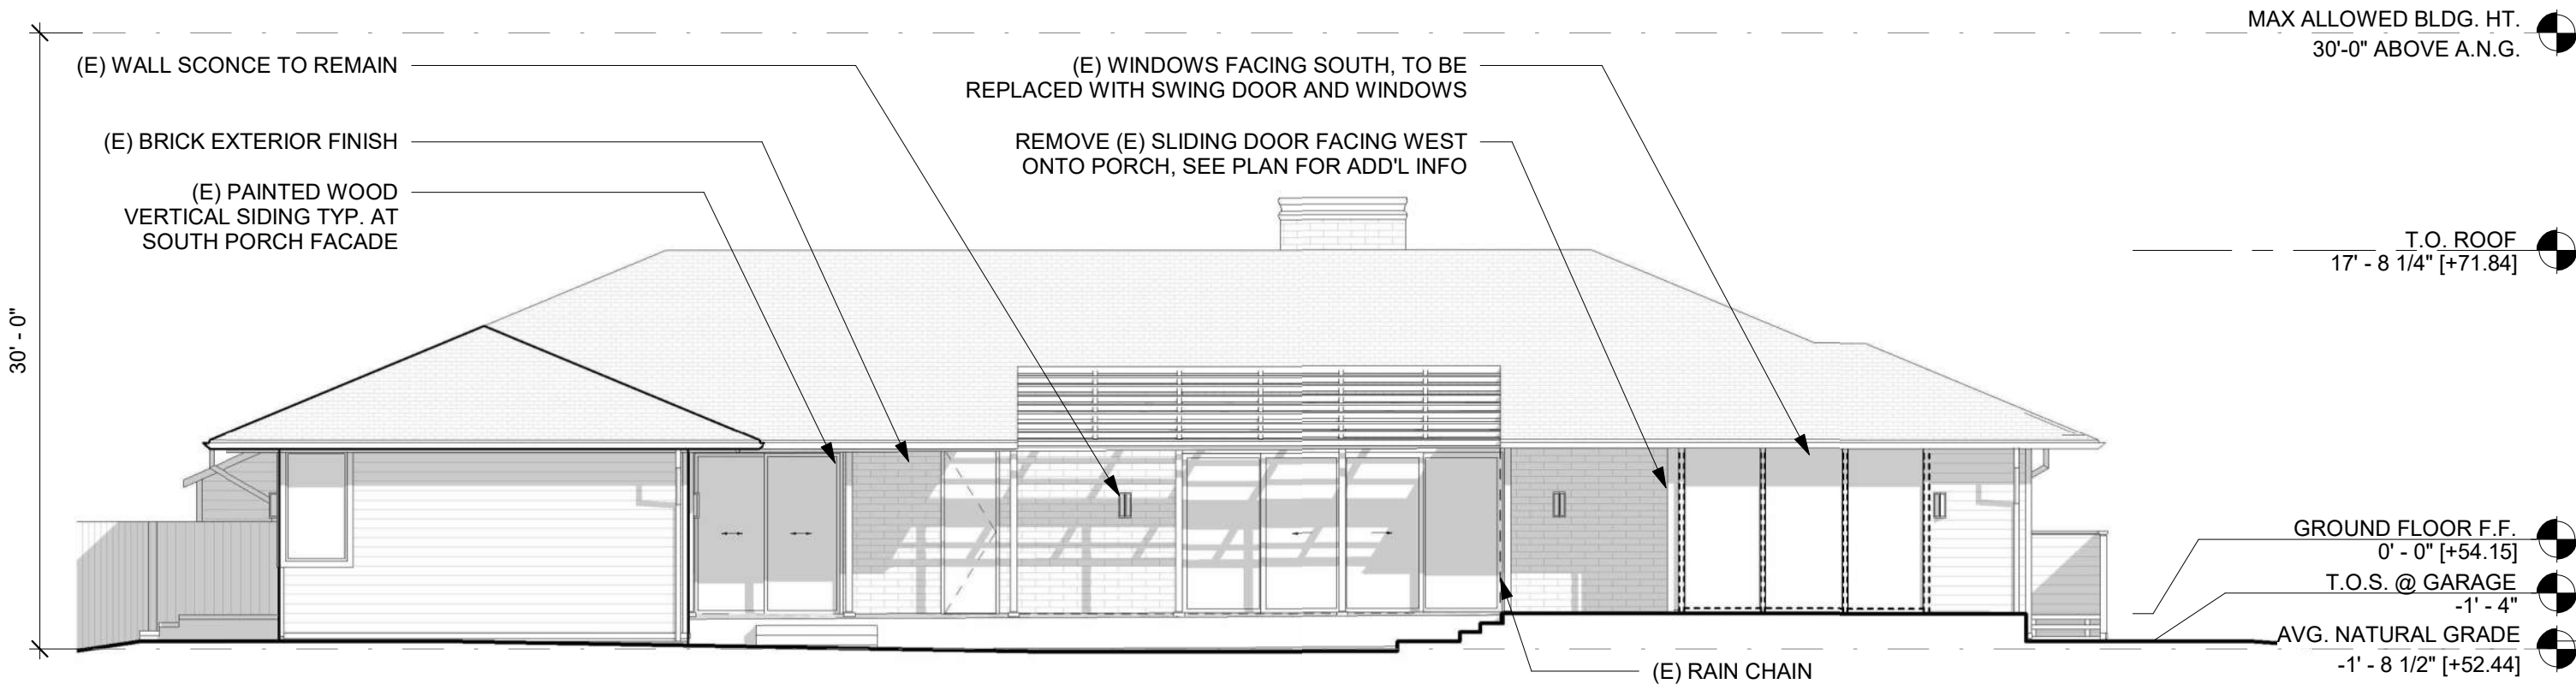 MAX ALLOWED BLDG. HT.
30'-0" ABOVE A.N.G.
(E) WALL SCONCE TO REMAIN
(E) WINDOWS FACING SOUTH, TO BE
REPLACED WITH SWING DOOR AND WINDOWS
(E) BRICK EXTERIOR FINISH
REMOVE (E) SLIDING DOOR FACING WEST
ONTO PORCH, SEE PLAN FOR ADD'L INFO
(E) PAINTED WOOD
VERTICAL SIDING TYP. AT
SOUTH PORCH FACADE
T.O. ROOF
17' - 8 1/4" [+71.84]
30' - 0"
GROUND FLOOR F.F.
0' - 0" [+54.15]
T.O.S. @ GARAGE
-1' - 4"
AVG. NATURAL GRADE
-1' - 8 1/2" [+52.44]
(E) RAIN CHAIN